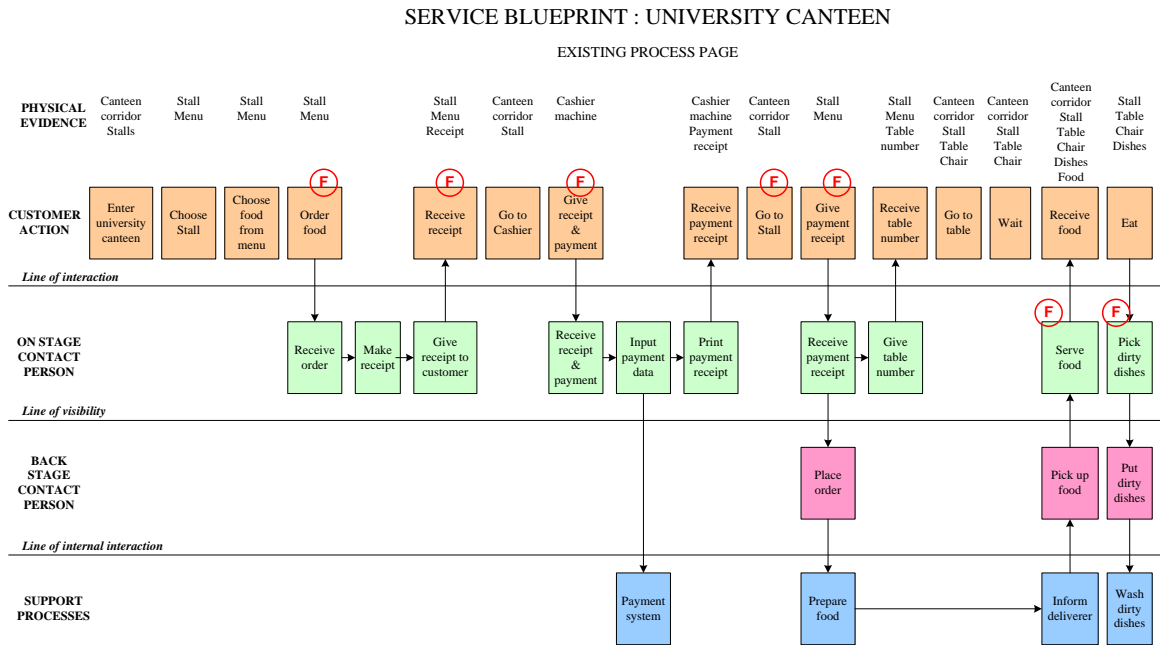 SERVICE BLUEPRINT : UNIVERSITY CANTEEN
EXISTING PROCESS PAGE
PHYSICAL
EVIDENCE
Canteen
corridor
Stalls
Stall
Menu
Stall
Menu
Stall
Menu
Stall
Menu
Receipt
Canteen
corridor
Stall
Cashier
machine
Cashier
machine
Payment
receipt
Canteen
corridor
Stall
Stall
Menu
Stall
Menu
Table
number
Canteen
corridor
Stall
Table
Chair
Canteen
corridor
Stall
Table
Chair
Canteen
corridor
Stall
Table
Chair
Dishes
Food
Stall
Table
Chair
Dishes
CUSTOMER
ACTION
Enter
university
canteen
Choose
Stall
Choose
food
from
menu
F
Order
food
F
Receive
receipt
Go to
Cashier
F
Give
receipt
&
payment
Receive
payment
receipt
F
Go to
Stall
F
Give
payment
receipt
Receive
table
number
Go to
table
Wait
Receive
food
Eat
Line of interaction
ON STAGE
CONTACT
PERSON
Receive
order
Make
receipt
Give
receipt to
customer
Receive
receipt
&
payment
Input
payment
data
Print
payment
receipt
Receive
payment
receipt
Give
table
number
F
Serve
food
F
Pick
dirty
dishes
Line of visibility
BACK
STAGE
CONTACT
PERSON
Place
order
Pick up
food
Put
dirty
dishes
Line of internal interaction
SUPPORT
PROCESSES
Payment
system
Prepare
food
Inform
deliverer
Wash
dirty
dishes